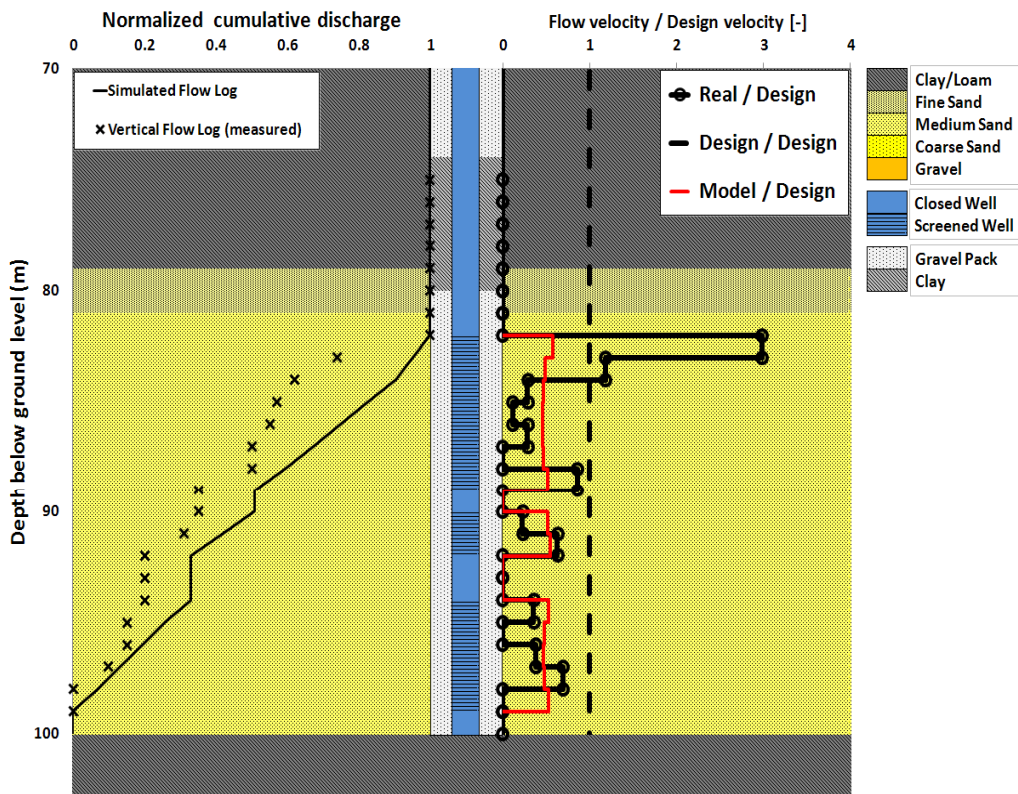 Normalized cumulative discharge
Flow velocity / Design velocity [-]
0 0.2 0.4 0.6 0.8 1
0 1 2 3 4
70
80
90
100
Depth below ground level (m)
Simulated Flow Log
Vertical Flow Log (measured)
Real / Design
Design / Design
Model / Design
Clay/Loam
Fine Sand
Medium Sand
Coarse Sand
Gravel
Closed Well
Screened Well
Gravel Pack
Clay